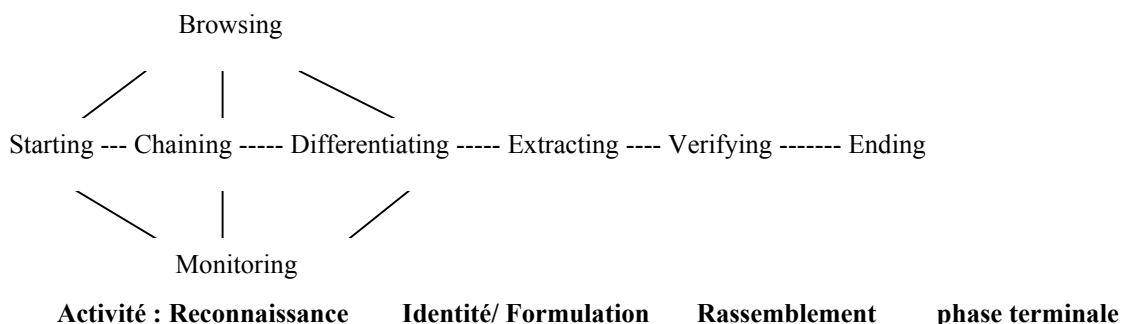 Browsing
Starting --- Chaining ----- Differentiating ----- Extracting ---- Verifying ------- Ending
Monitoring
Activité : Reconnaissance Identité/ Formulation Rassemblement phase terminale